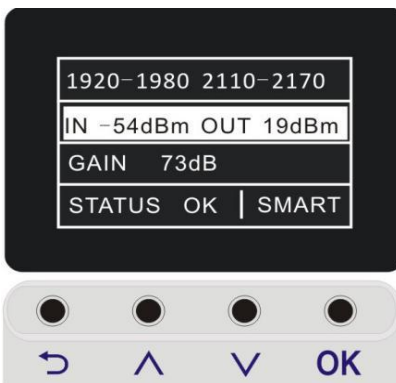 1920-1980 2110-2170
IN -54dBm OUT 19dBm
GAIN 73dB
STATUS OK | SMART
OK